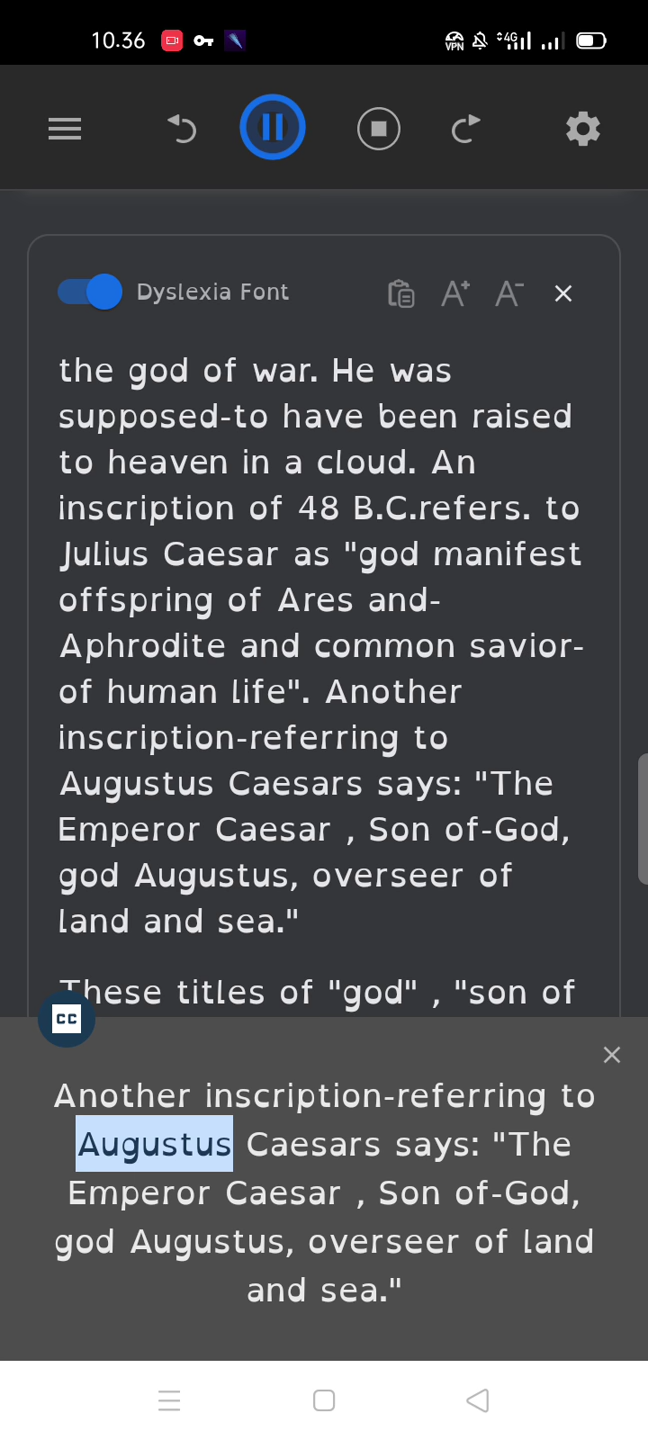 10.36
VPN 4G
Dyslexia Font
A+ A-
the god of war. He was
supposed-to have been raised
to heaven in a cloud. An
inscription of 48 B.C.refers. to
Julius Caesar as "god manifest
offspring of Ares and-
Aphrodite and common savior-
of human life". Another
inscription-referring to
Augustus Caesars says: "The
Emperor Caesar , Son of-God,
god Augustus, overseer of
land and sea."
These titles of "god" , "son of
CC
Another inscription-referring to
Augustus Caesars says: "The
Emperor Caesar , Son of-God,
god Augustus, overseer of land
and sea."